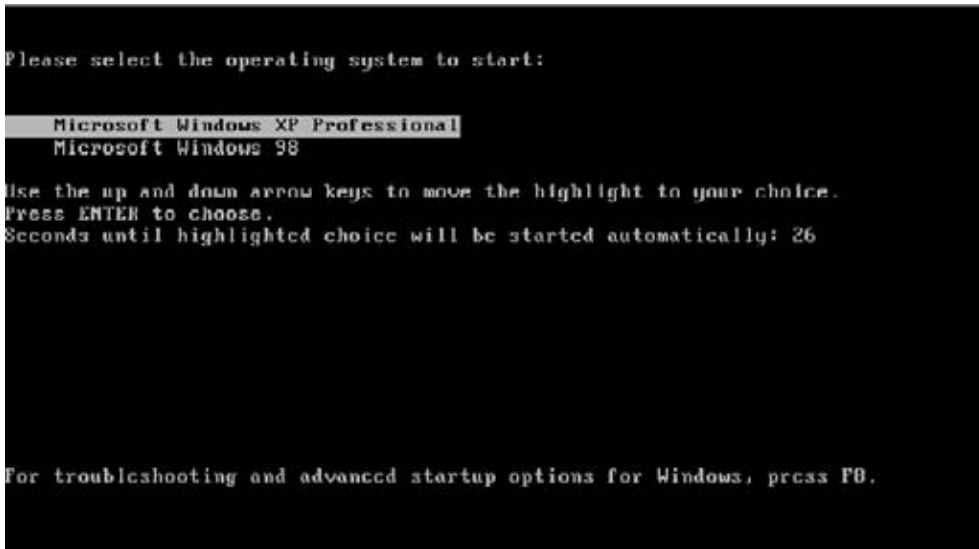 Please select the operating system to start:
Microsoft Windows XP Professional
Microsoft Windows 98
Use the up and down arrow keys to move the highlight to your choice.
Press ENTER to choose.
Seconds until highlighted choice will be started automatically: 26
For troubleshooting and advanced startup options for Windows, press F8.